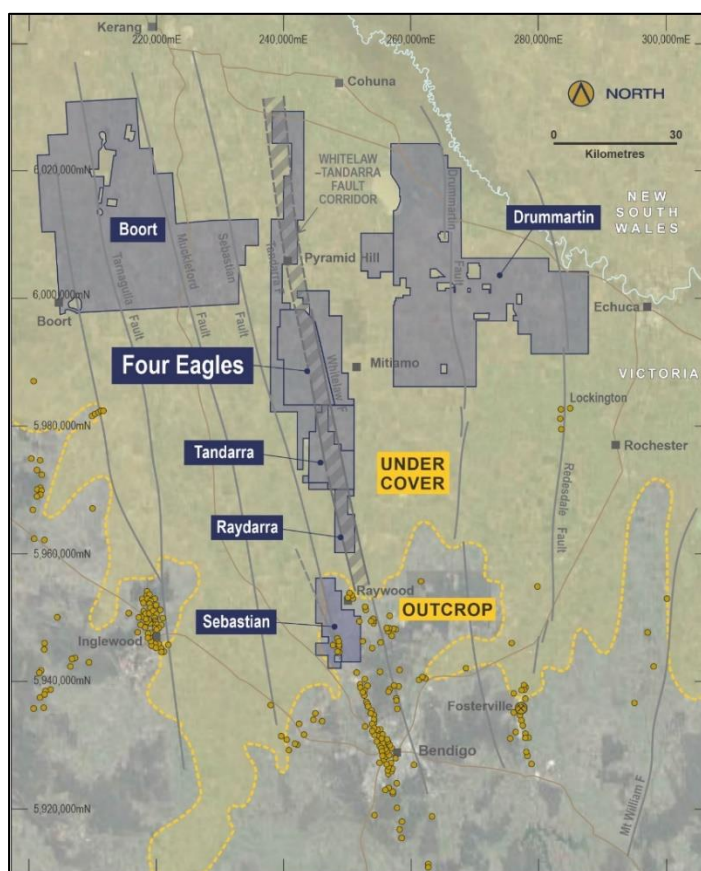 Kerang
220,000mE
240,000mE
260,000mE
280,000mE
300,000mE
Cohuna
NORTH
0
30
Kilometres
6,020,000mN
WHITELAW
–TANDARRA
FAULT
CORRIDOR
NEW
SOUTH
WALES
Boort
Drummartin
Drummartin
Fault
Tarnagulla
Fault
Muckleford
Fault
Sebastian
Fault
Tandarra F
Pyramid Hill
6,000,000mN
Boort
Echuca
Four Eagles
Whitelaw F
Mitiamo
VICTORIA
Lockington
5,980,000mN
Rochester
Tandarra
UNDER
COVER
Redesdale
Fault
Raydarra
5,960,000mN
Raywood
OUTCROP
Sebastian
Inglewood
5,940,000mN
Fosterville
Bendigo
Mt William F
5,920,000mN